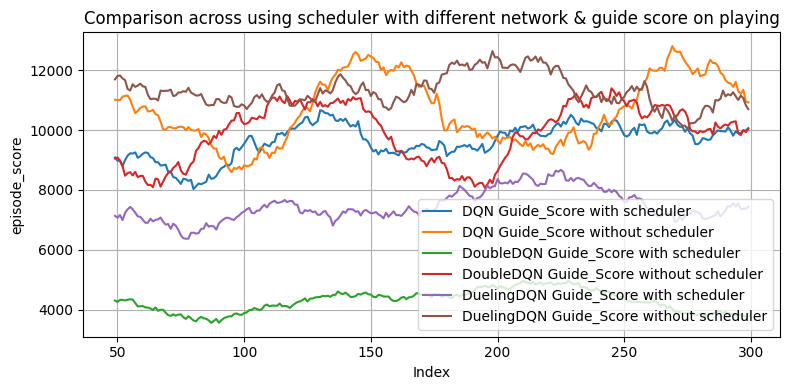 Comparison across using scheduler with different network & guide score on playing
episode_score
12000
10000
8000
6000
4000
DQN Guide_Score with scheduler
DQN Guide_Score without scheduler
DoubleDQN Guide_Score with scheduler
DoubleDQN Guide_Score without scheduler
DuelingDQN Guide_Score with scheduler
DuelingDQN Guide_Score without scheduler
50 100 150 200 250 300
Index